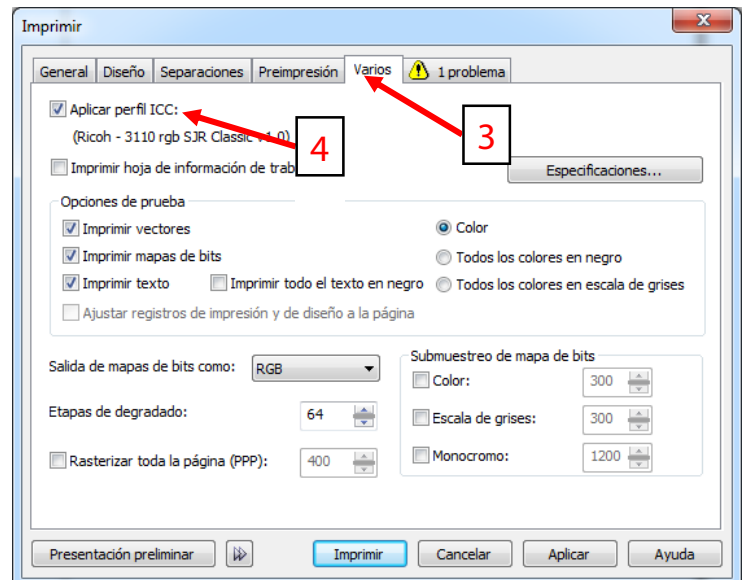 Imprimir
General Diseño Separaciones Preimpresión Varios 1 problema
Aplicar perfil ICC:
(Ricoh - 3110 rgb SJR Classic v1.0)
4
3
Imprimir hoja de información de trab
Especificaciones...
Opciones de prueba
Imprimir vectores
Color
Imprimir mapas de bits
Todos los colores en negro
Imprimir texto Imprimir todo el texto en negro Todos los colores en escala de grises
Ajustar registros de impresión y de diseño a la página
Salida de mapas de bits como: RGB
Submuestreo de mapa de bits
Color: 300
Etapas de degradado: 64
Escala de grises: 300
Rasterizar toda la página (PPP): 400
Monocromo: 1200
Presentación preliminar Imprimir Cancelar Aplicar Ayuda